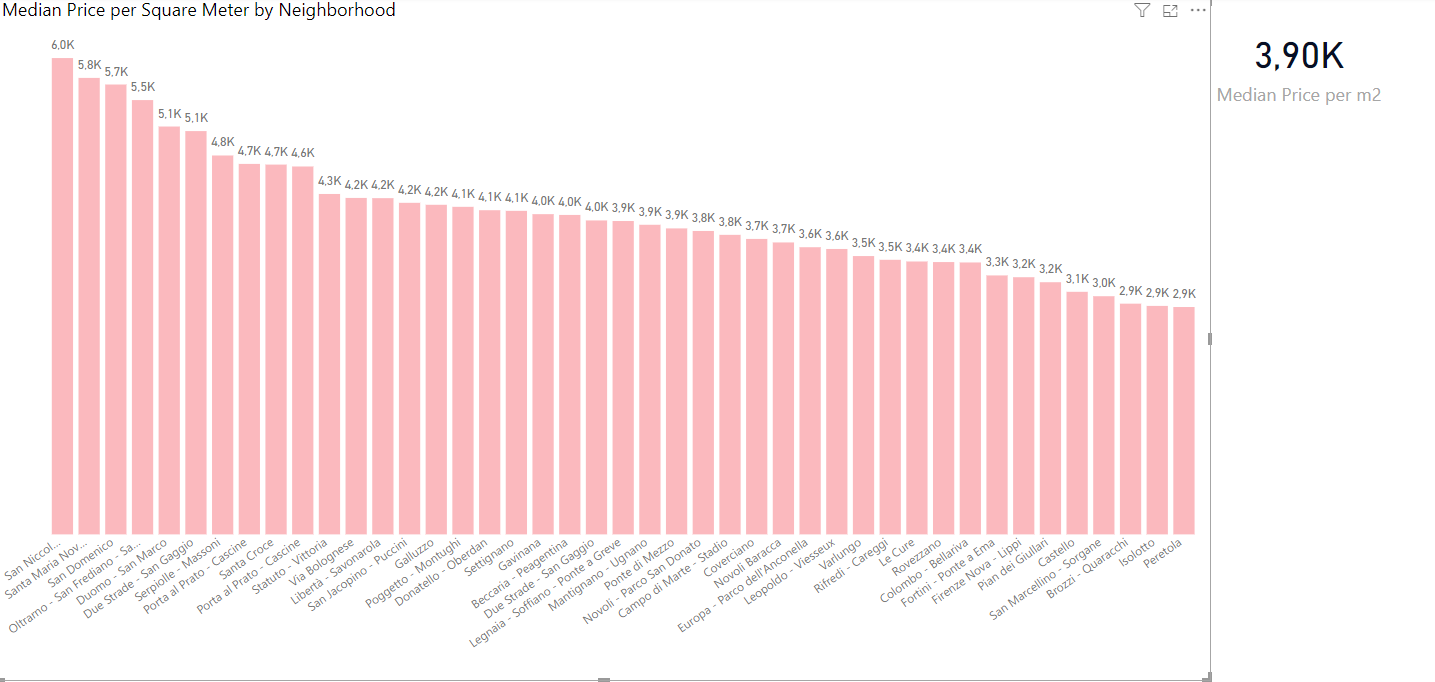 Median Price per Square Meter by Neighborhood
3,90K
Median Price per m2
6,0K
5,8K
5,7K
5,5K
5,1K
5,1K
4,8K
4,7K
4,7K
4,6K
4,3K
4,2K
4,2K
4,2K
4,2K
4,1K
4,1K
4,1K
4,0K
4,0K
4,0K
3,9K
3,9K
3,9K
3,8K
3,8K
3,7K
3,7K
3,6K
3,6K
3,5K
3,5K
3,4K
3,4K
3,4K
3,3K
3,2K
3,2K
3,1K
3,0K
2,9K
2,9K
2,9K
San Niccol...
Santa Maria Nov...
San Domenico
Oltrarno - San Frediano - Sa...
Duomo - San Marco
Due Strade - San Gaggio
Serpiolle - Massoni
Porta al Prato - Cascine
Santa Croce
Porta al Prato - Cascine
Statuto - Vittoria
Via Bolognese
Libertà - Savonarola
San Jacopino - Puccini
Galluzzo
Poggetto - Montughi
Donatello - Oberdan
Settignano
Gavinana
Beccaria - Peagentina
Due Strade - San Gaggio
Legnaia - Soffiano - Ponte a Greve
Mantignano - Ugnano
Ponte di Mezzo
Novoli - Parco San Donato
Campo di Marte - Stadio
Coverciano
Novoli Baracca
Europa - Parco dell'Anconella
Leopoldo - Viesseux
Varlungo
Rifredi - Careggi
Le Cure
Rovezzano
Colombo - Bellariva
Fortini - Ponte a Ema
Firenze Nova - Lippi
Pian dei Giullari
Castello
San Marcellino - Sorgane
Brozzi - Quaracchi
Isolotto
Peretola